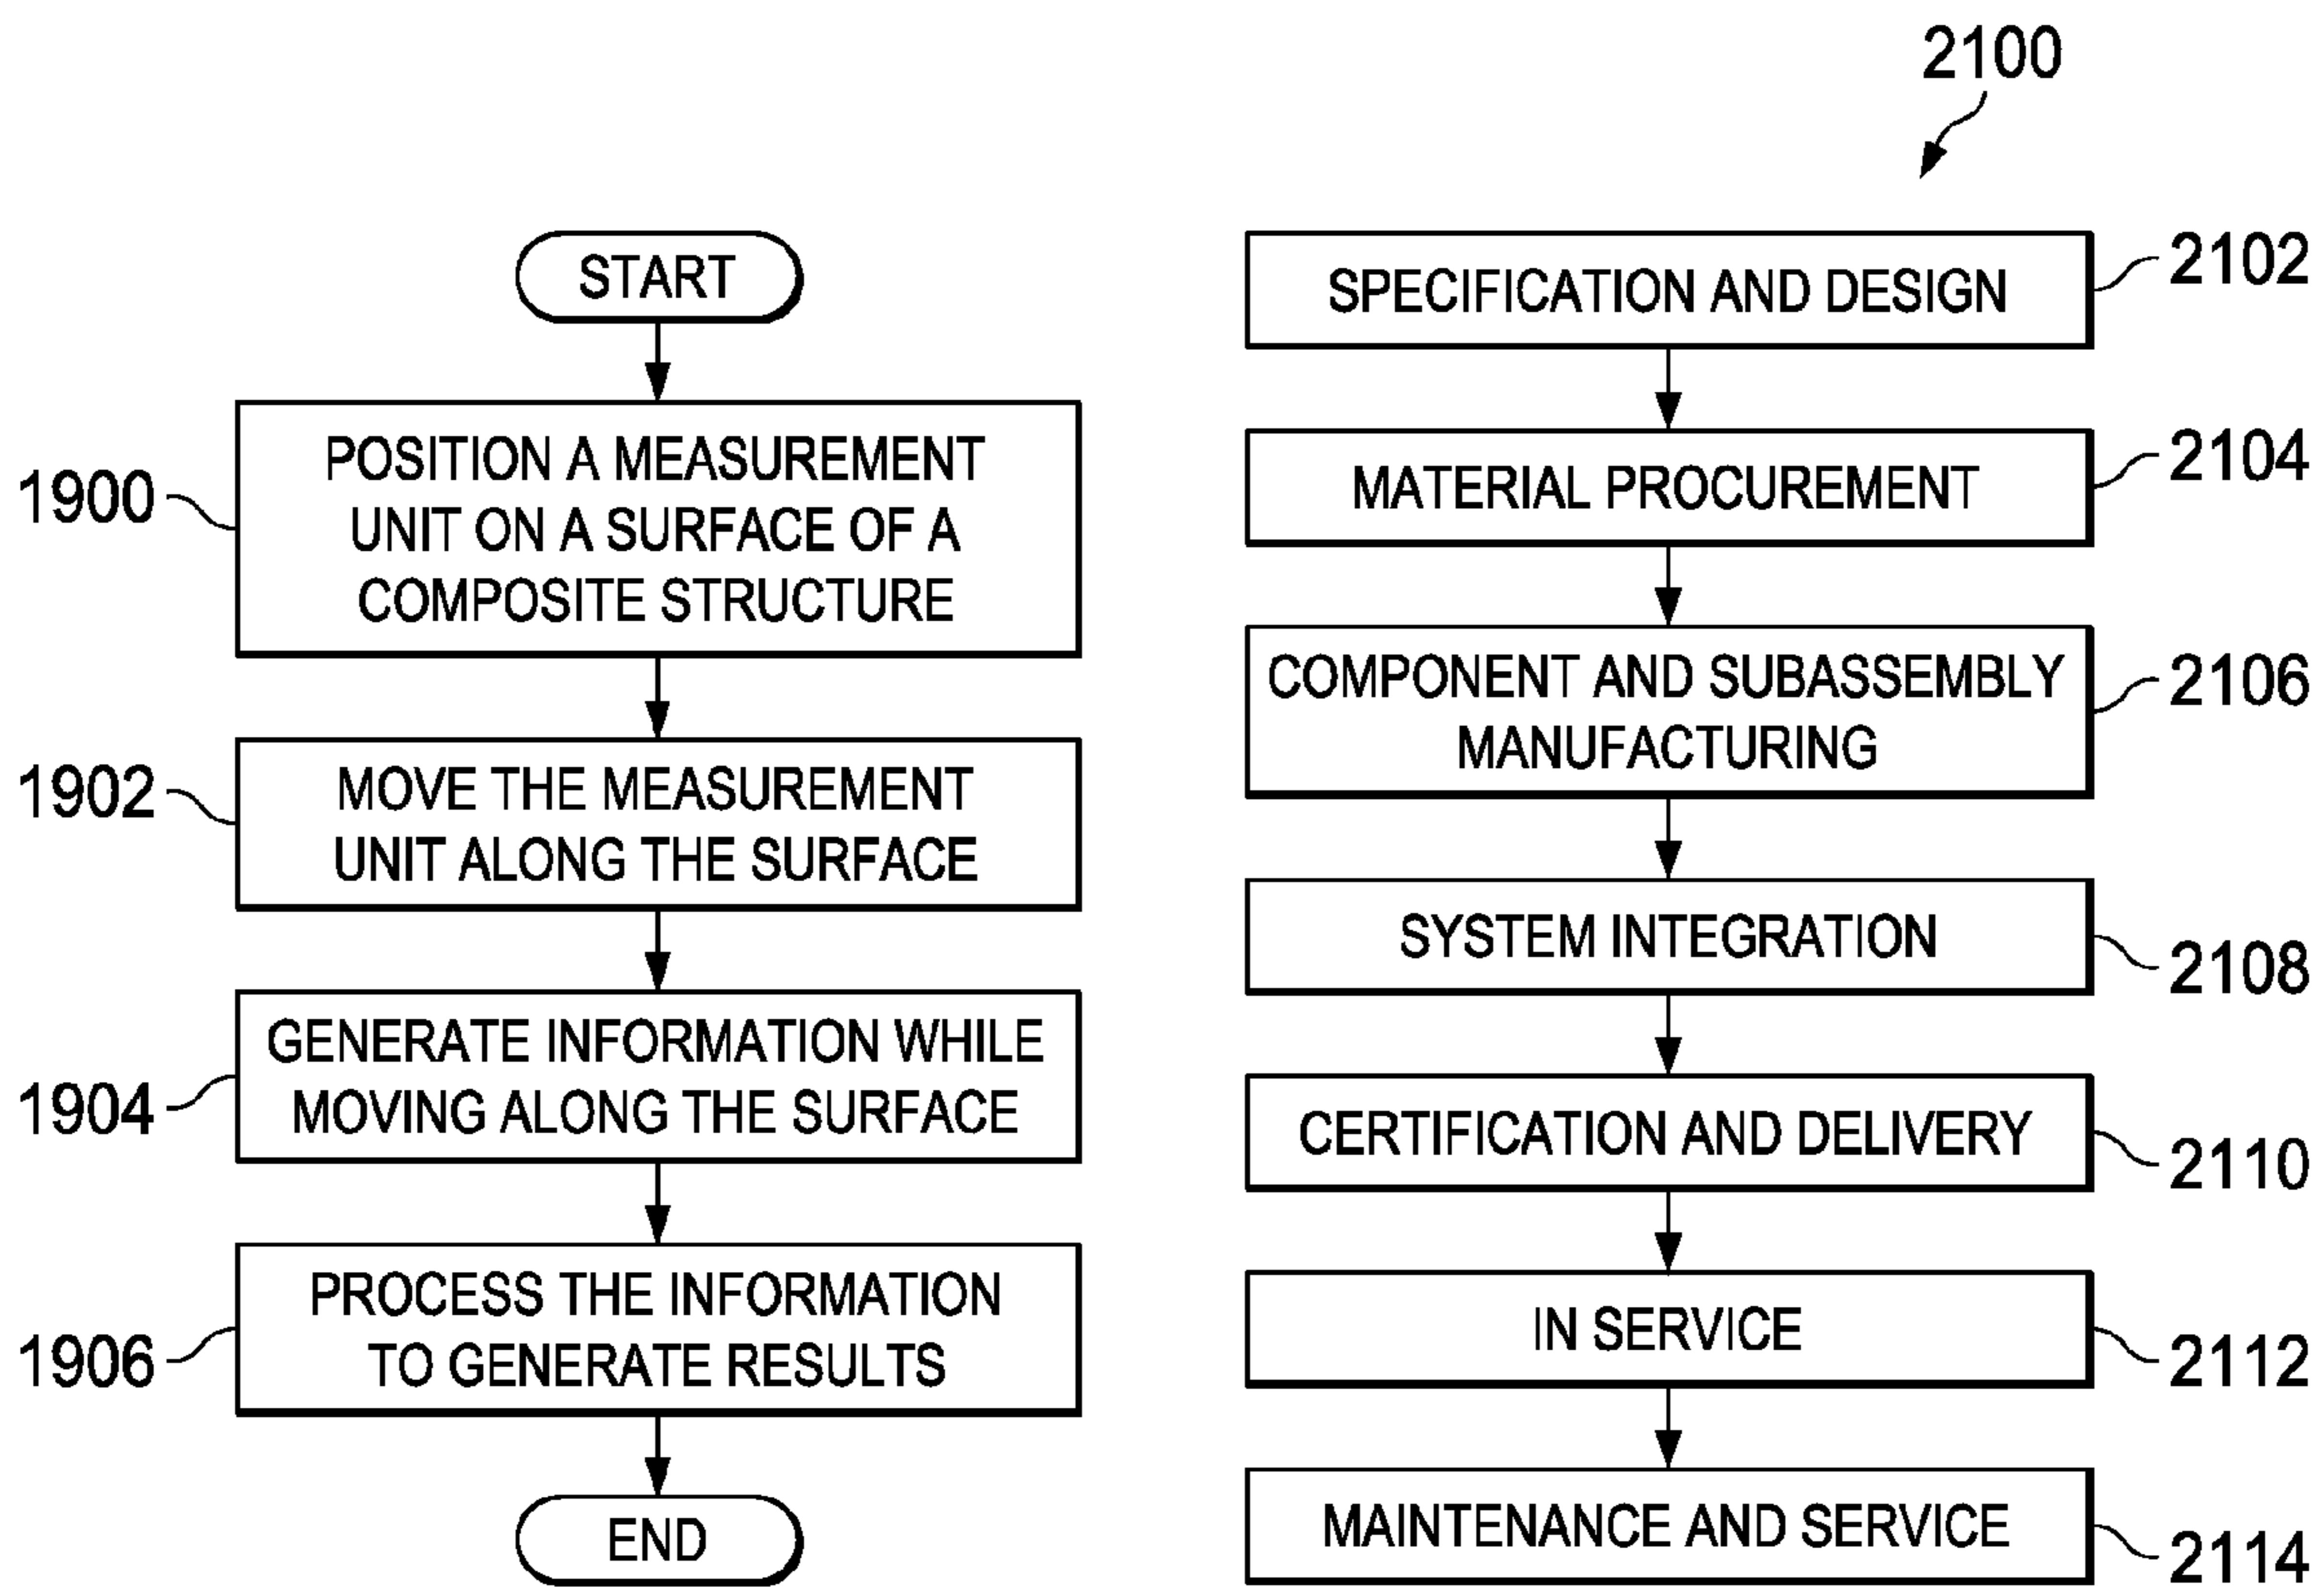 START
1900
POSITION A MEASUREMENT
UNIT ON A SURFACE OF A
COMPOSITE STRUCTURE
1902
MOVE THE MEASUREMENT
UNIT ALONG THE SURFACE
1904
GENERATE INFORMATION WHILE
MOVING ALONG THE SURFACE
1906
PROCESS THE INFORMATION
TO GENERATE RESULTS
END
2100
SPECIFICATION AND DESIGN
2102
MATERIAL PROCUREMENT
2104
COMPONENT AND SUBASSEMBLY
MANUFACTURING
2106
SYSTEM INTEGRATION
2108
CERTIFICATION AND DELIVERY
2110
IN SERVICE
2112
MAINTENANCE AND SERVICE
2114